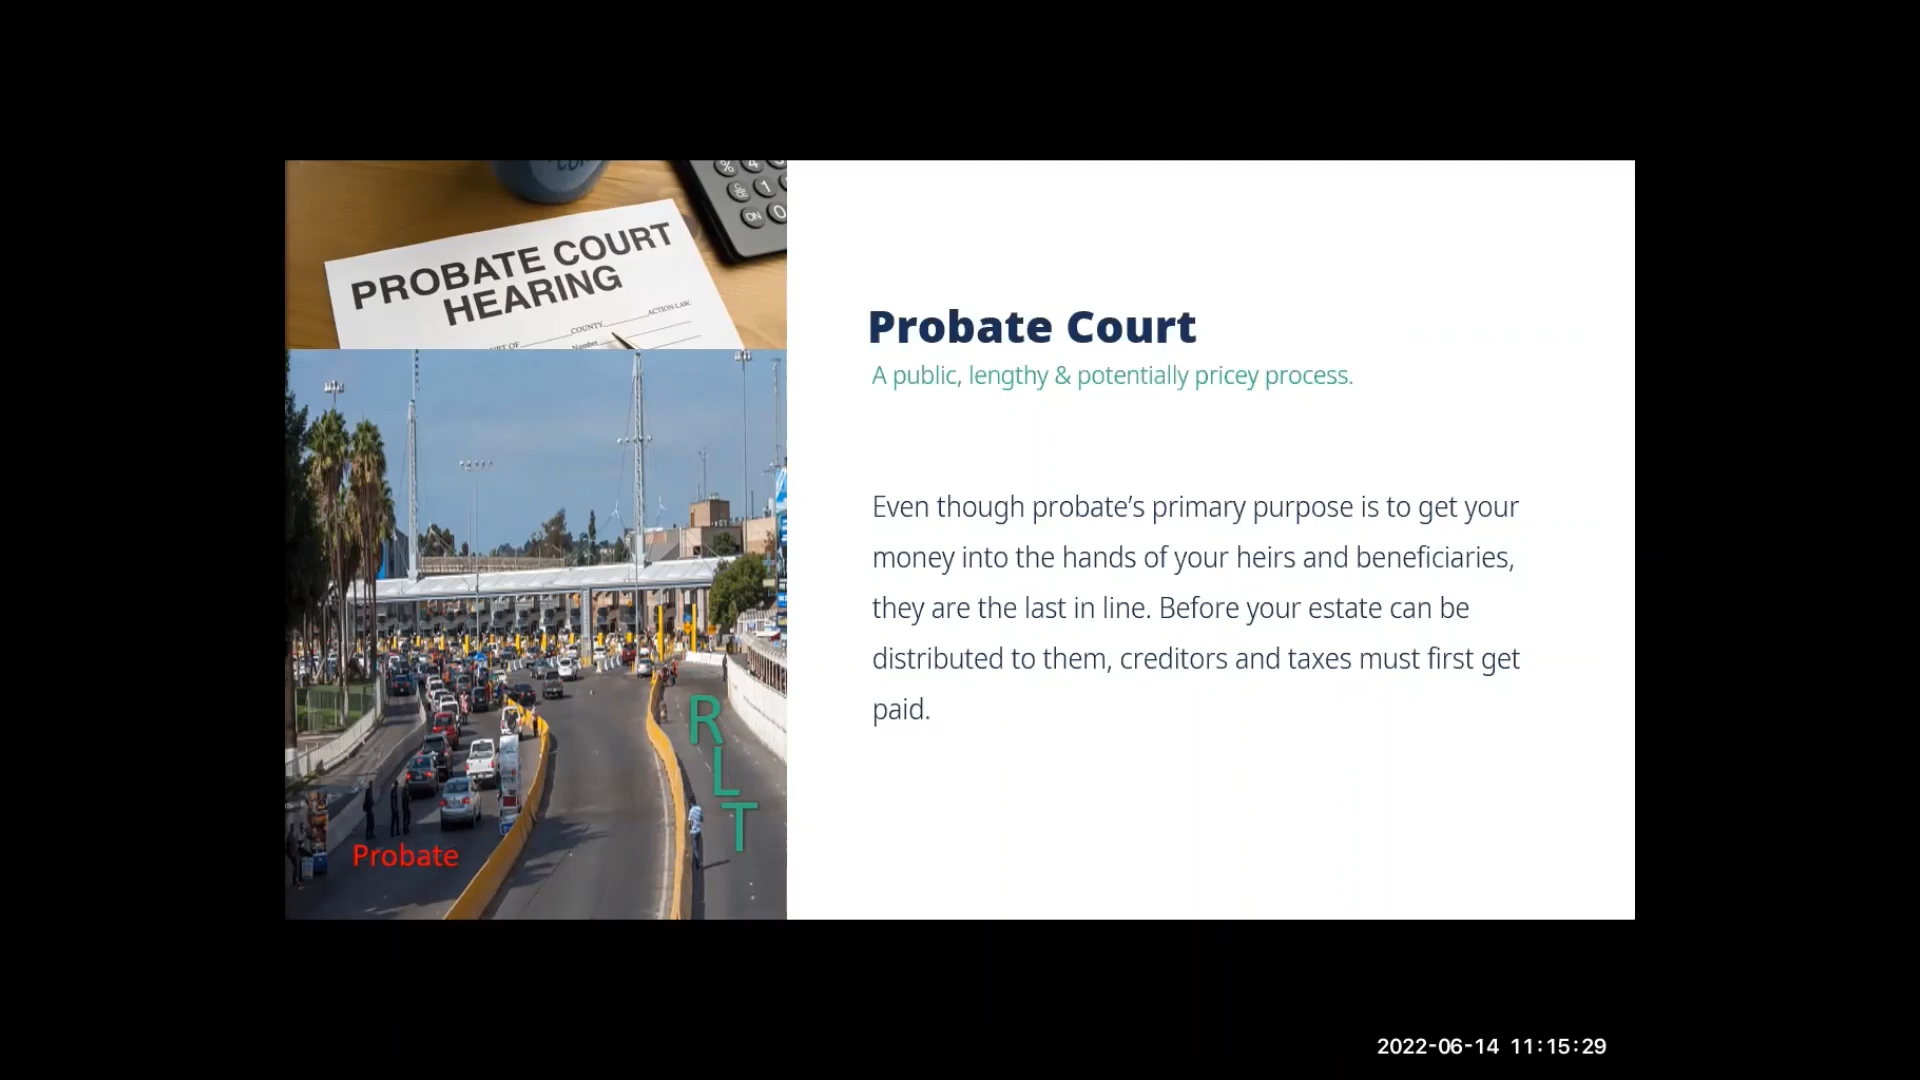 PROBATE COURT
HEARING
COUNTY
ACTION-LAW.
Number
Probate
R
L
T
Probate Court
A public, lengthy & potentially pricey process.
Even though probate’s primary purpose is to get your
money into the hands of your heirs and beneficiaries,
they are the last in line. Before your estate can be
distributed to them, creditors and taxes must first get
paid.
2022-06-14 11:15:29